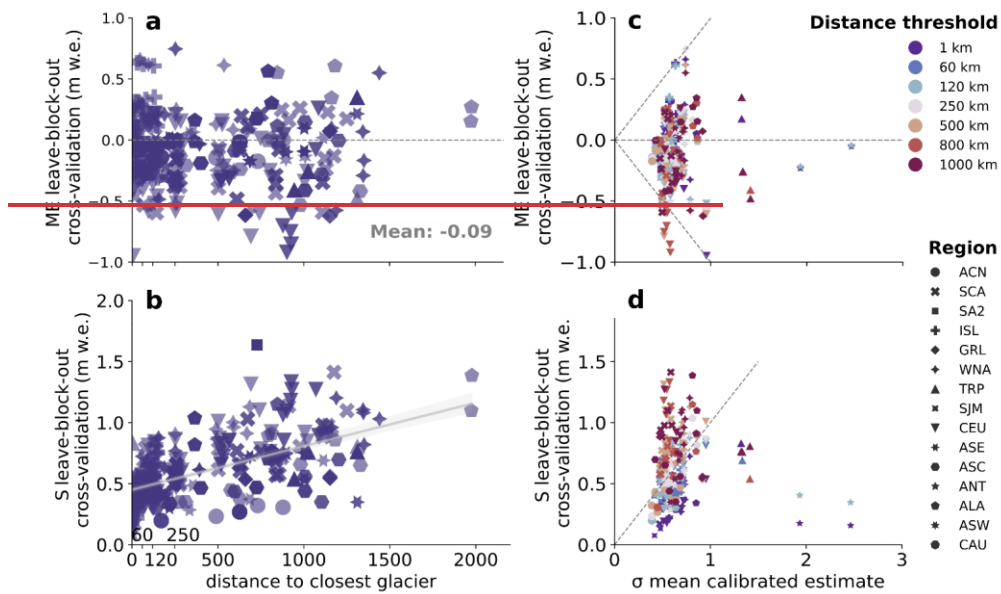 a
1.0
0.5
0.0
−0.5
−1.0
ME leave-block-out
cross-validation (m w.e.)
Mean: -0.09
c
1.0
0.5
0.0
−0.5
−1.0
ME leave-block-out
cross-validation (m w.e.)
0 1 2 3
Distance threshold
1 km
60 km
120 km
250 km
500 km
800 km
1000 km
b
2.0
1.5
1.0
0.5
0.0
S leave-block-out
cross-validation (m w.e.)
60 250
0 120 500 1000 1500 2000
distance to closest glacier
d
1.5
1.0
0.5
0.0
S leave-block-out
cross-validation (m w.e.)
0 1 2 3
σ mean calibrated estimate
Region
ACN
SCA
SA2
ISL
GRL
WNA
TRP
SJM
CEU
ASE
ASC
ANT
ALA
ASW
CAU